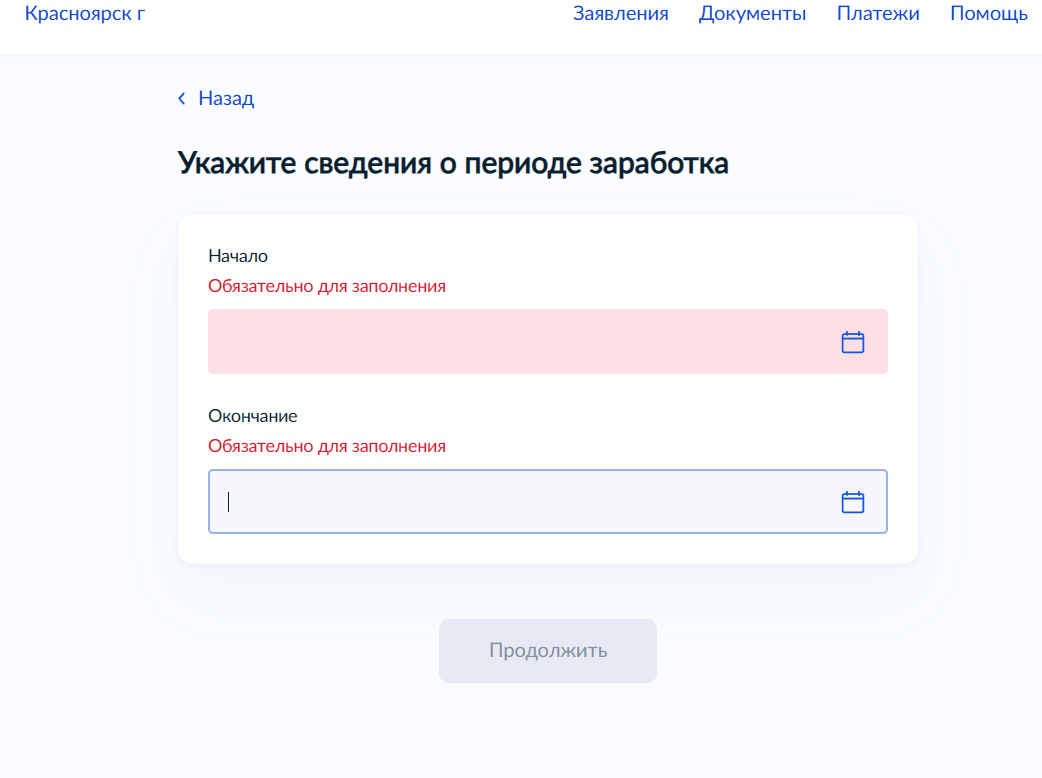 Красноярск г Заявления Документы Платежи Помощь
Назад
Укажите сведения о периоде заработка
Начало
Обязательно для заполнения
Окончание
Обязательно для заполнения
Продолжить